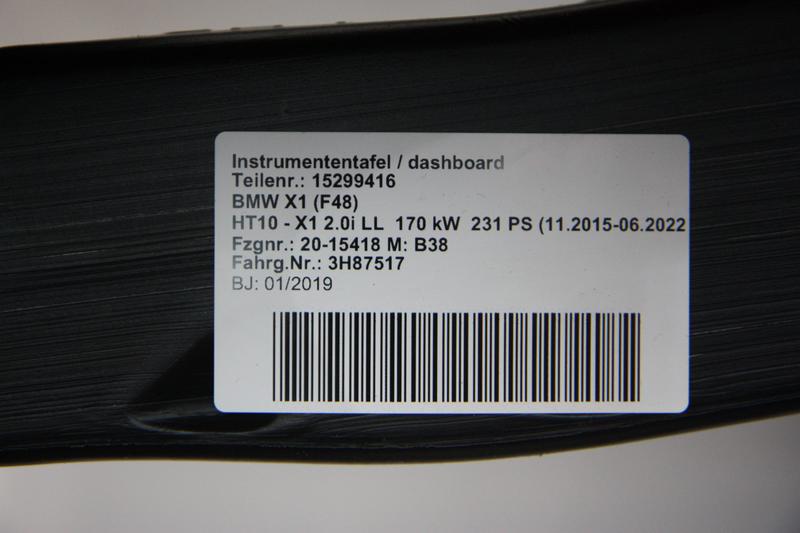 Instrumententafel / dashboard
Teilenr.: 15299416
BMW X1 (F48)
HT10 - X1 2.0i LL 170 kW 231 PS (11.2015-06.2022
Fzgnr.: 20-15418 M: B38
Fahrg.Nr.: 3H87517
BJ: 01/2019